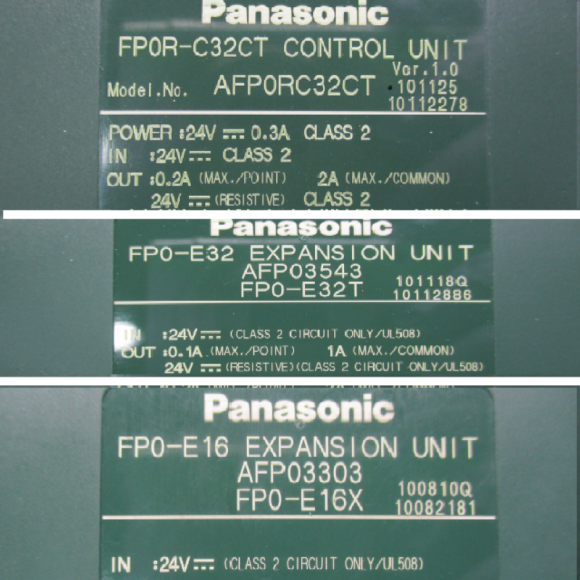 Panasonic
FP0R-C32CT CONTROL UNIT
Ver.1.0
Model.No. AFP0RC32CT 101125
10112278
POWER :24V⎓ 0.3A CLASS 2
IN :24V⎓ CLASS 2
OUT :0.2A (MAX./POINT) 2A (MAX./COMMON)
24V⎓ (RESISTIVE) CLASS 2
Panasonic
FP0-E32 EXPANSION UNIT
AFP03543
FP0-E32T 101118Q
10112886
IN :24V⎓ (CLASS 2 CIRCUIT ONLY/UL508)
OUT :0.1A (MAX./POINT) 1A (MAX./COMMON)
24V⎓ (RESISTIVE)(CLASS 2 CIRCUIT ONLY/UL508)
Panasonic
FP0-E16 EXPANSION UNIT
AFP03303
FP0-E16X 100810Q
10082181
IN :24V⎓ (CLASS 2 CIRCUIT ONLY/UL508)